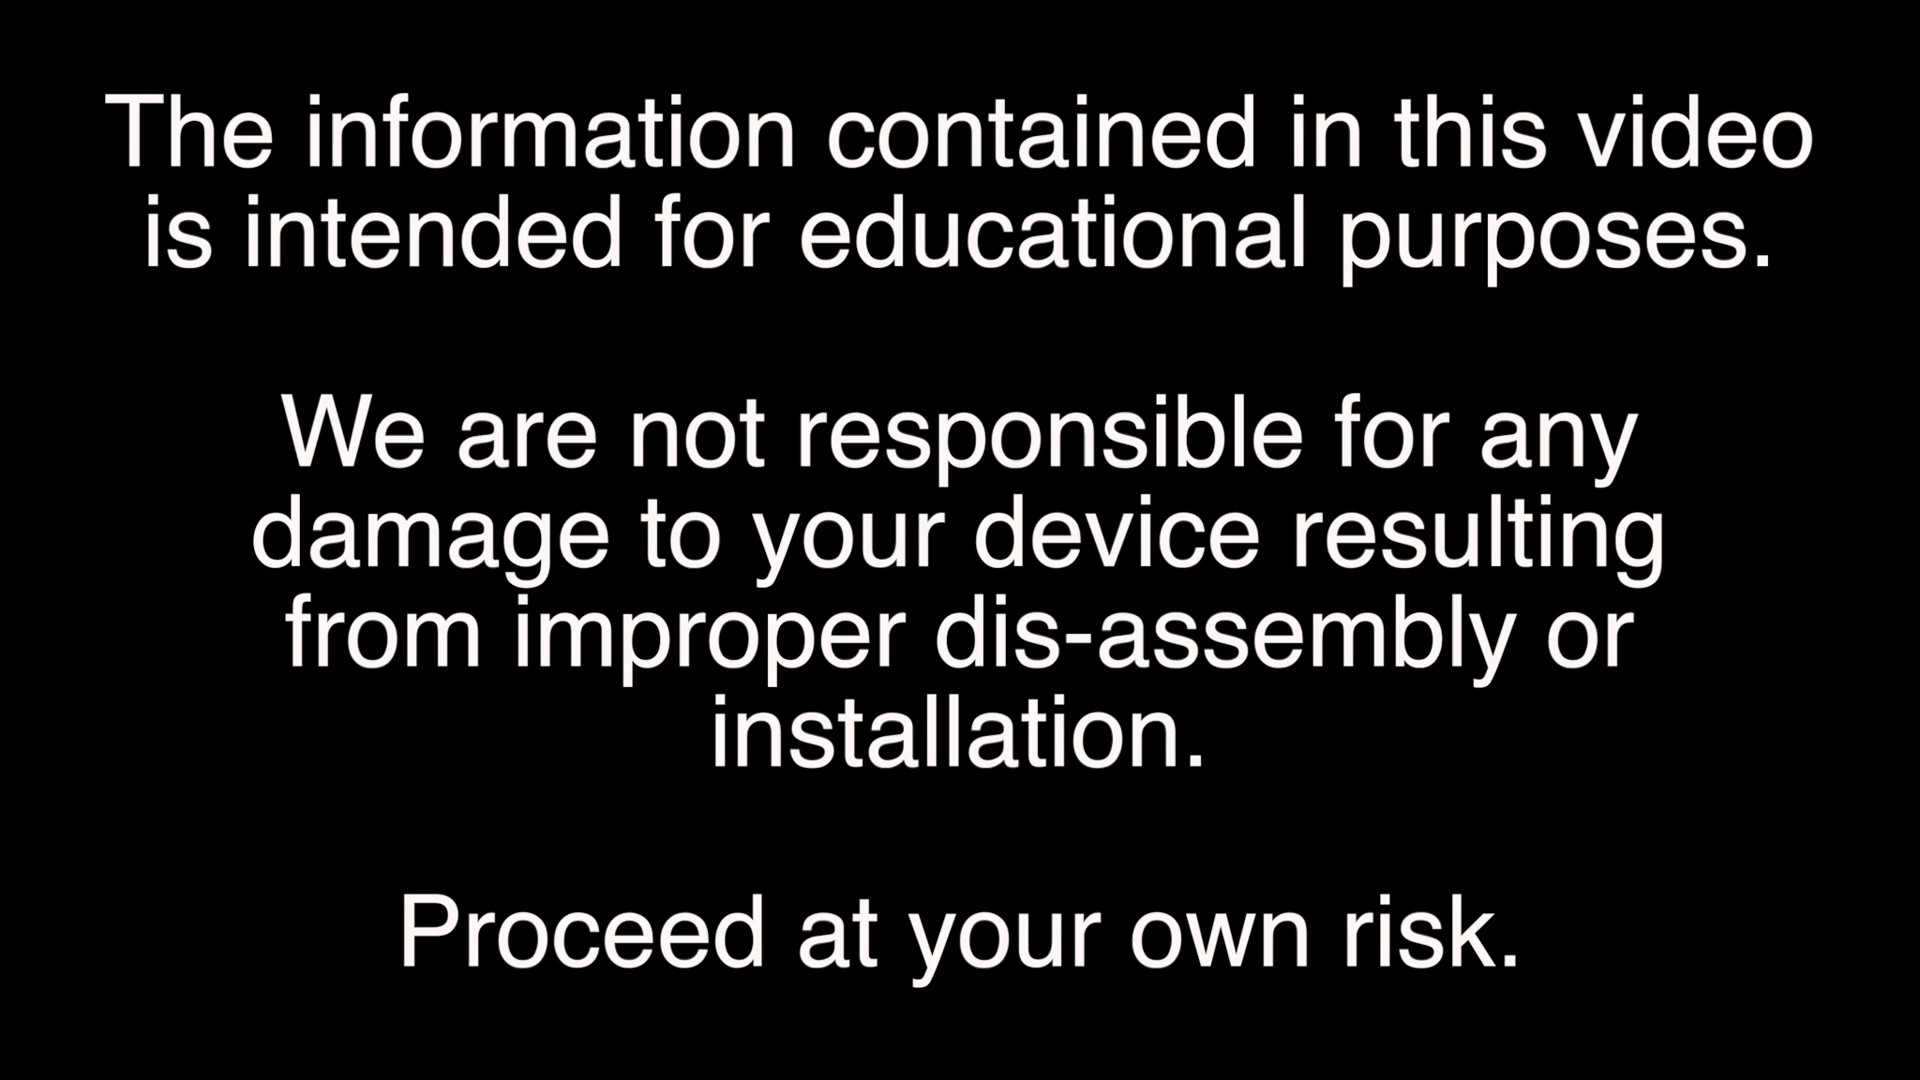 The information contained in this video
is intended for educational purposes.
We are not responsible for any
damage to your device resulting
from improper dis-assembly or
installation.
Proceed at your own risk.